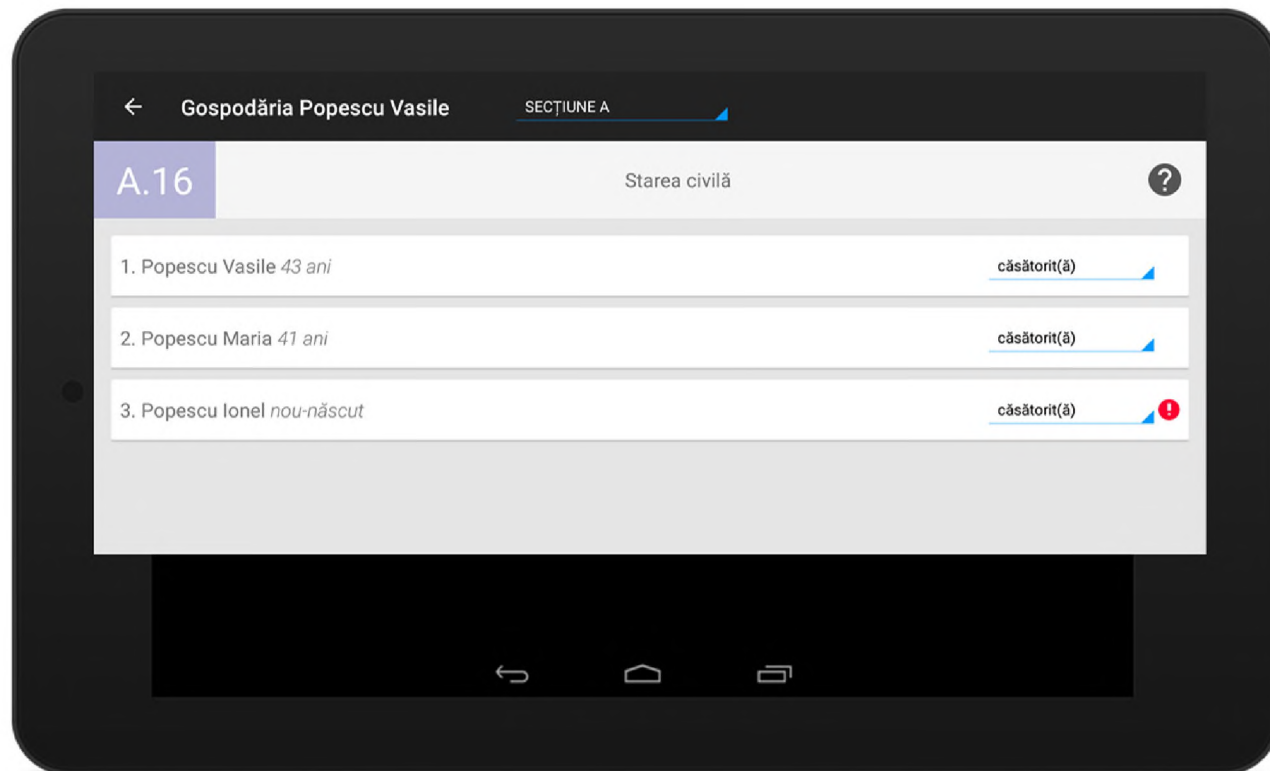 Gospodăria Popescu Vasile SECȚIUNE A
A.16 Starea civilă ?
1. Popescu Vasile 43 ani căsătorit(ă)
2. Popescu Maria 41 ani căsătorit(ă)
3. Popescu Ionel nou-născut căsătorit(ă)